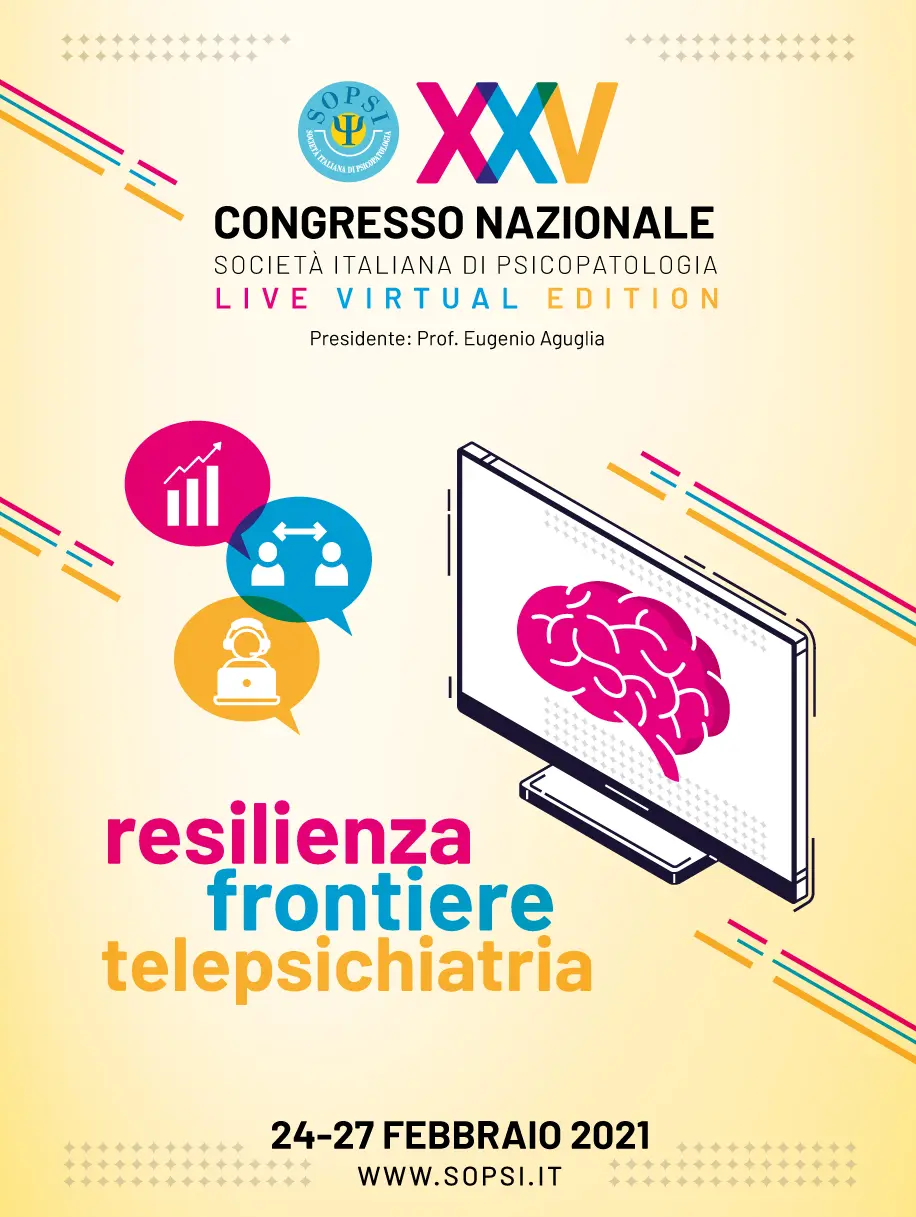 SOPSI
SOCIETÀ ITALIANA DI PSICOPATOLOGIA
XXV
CONGRESSO NAZIONALE
SOCIETÀ ITALIANA DI PSICOPATOLOGIA
LIVE VIRTUAL EDITION
Presidente: Prof. Eugenio Aguglia
resilienza
frontiere
telepsichiatria
24-27 FEBBRAIO 2021
WWW.SOPSI.IT